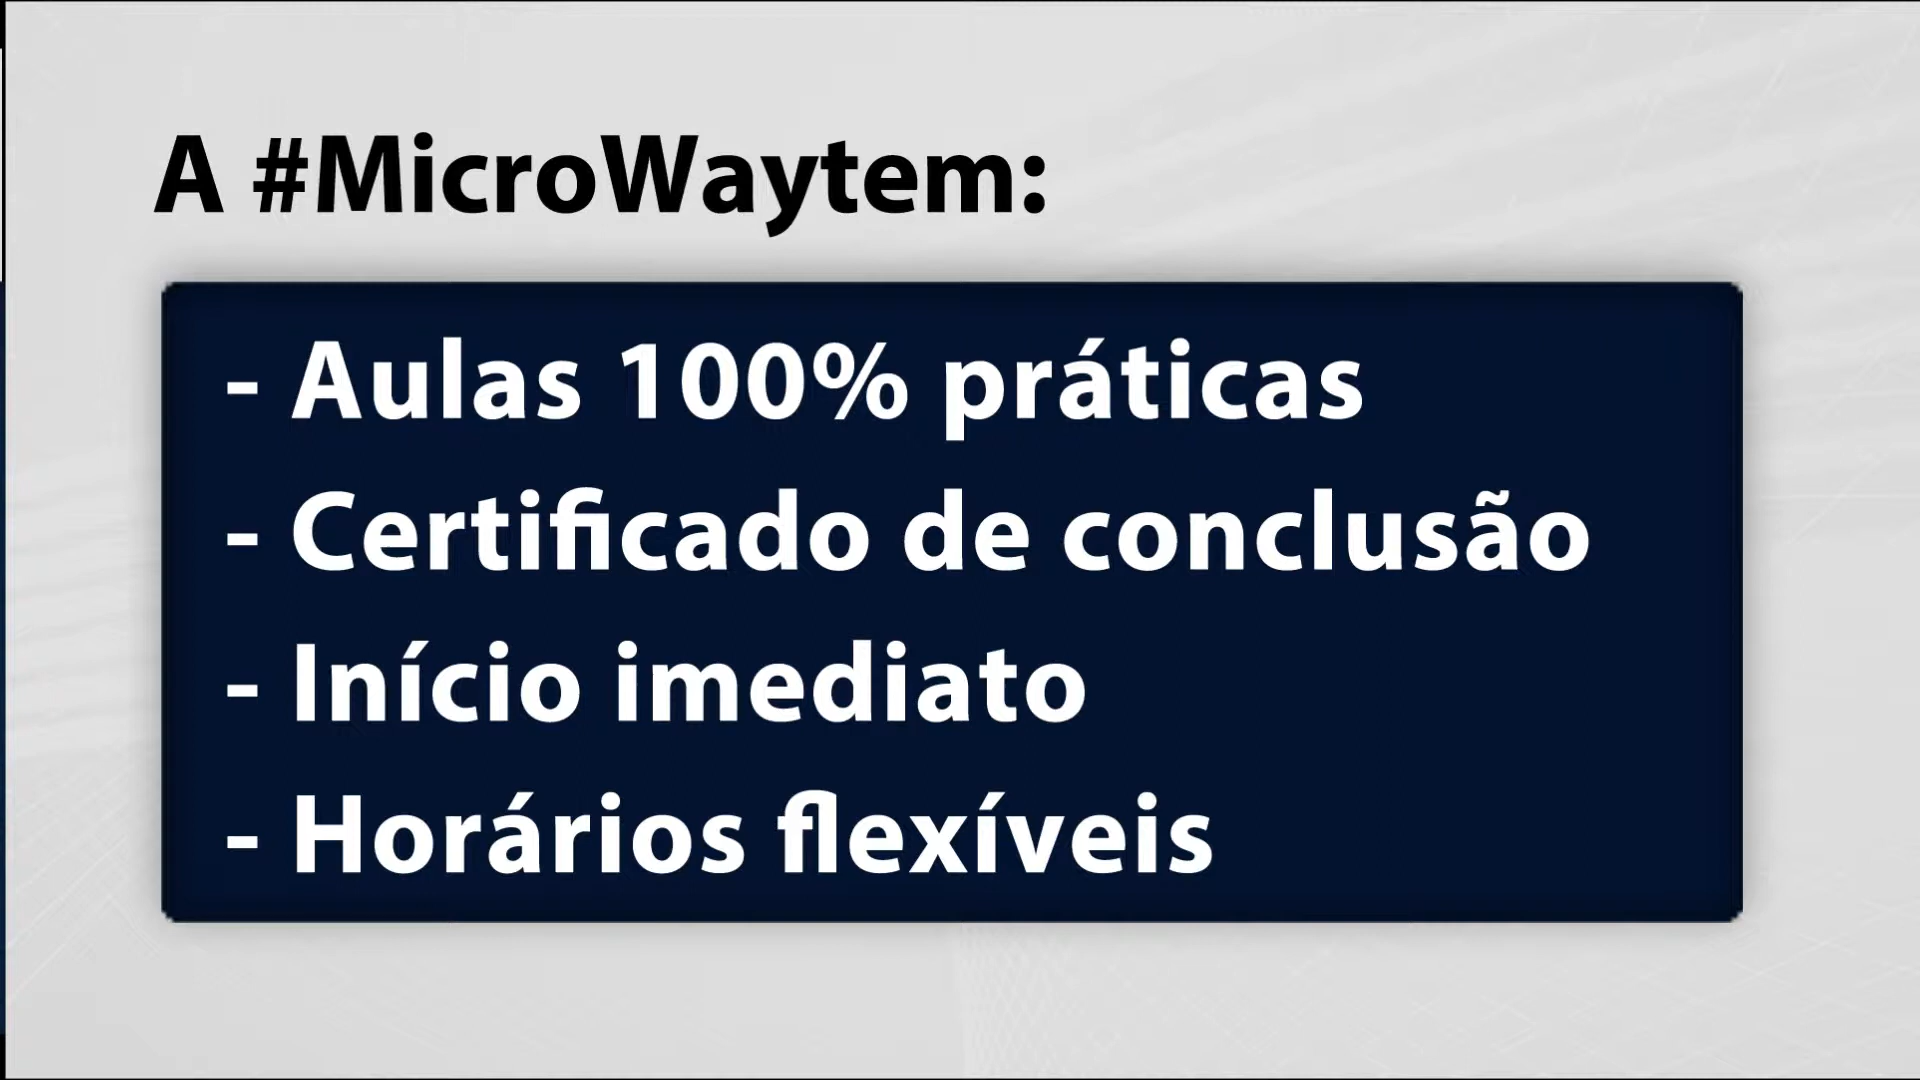 A #MicroWaytem:
- Aulas 100% práticas
- Certificado de conclusão
- Início imediato
- Horários flexíveis